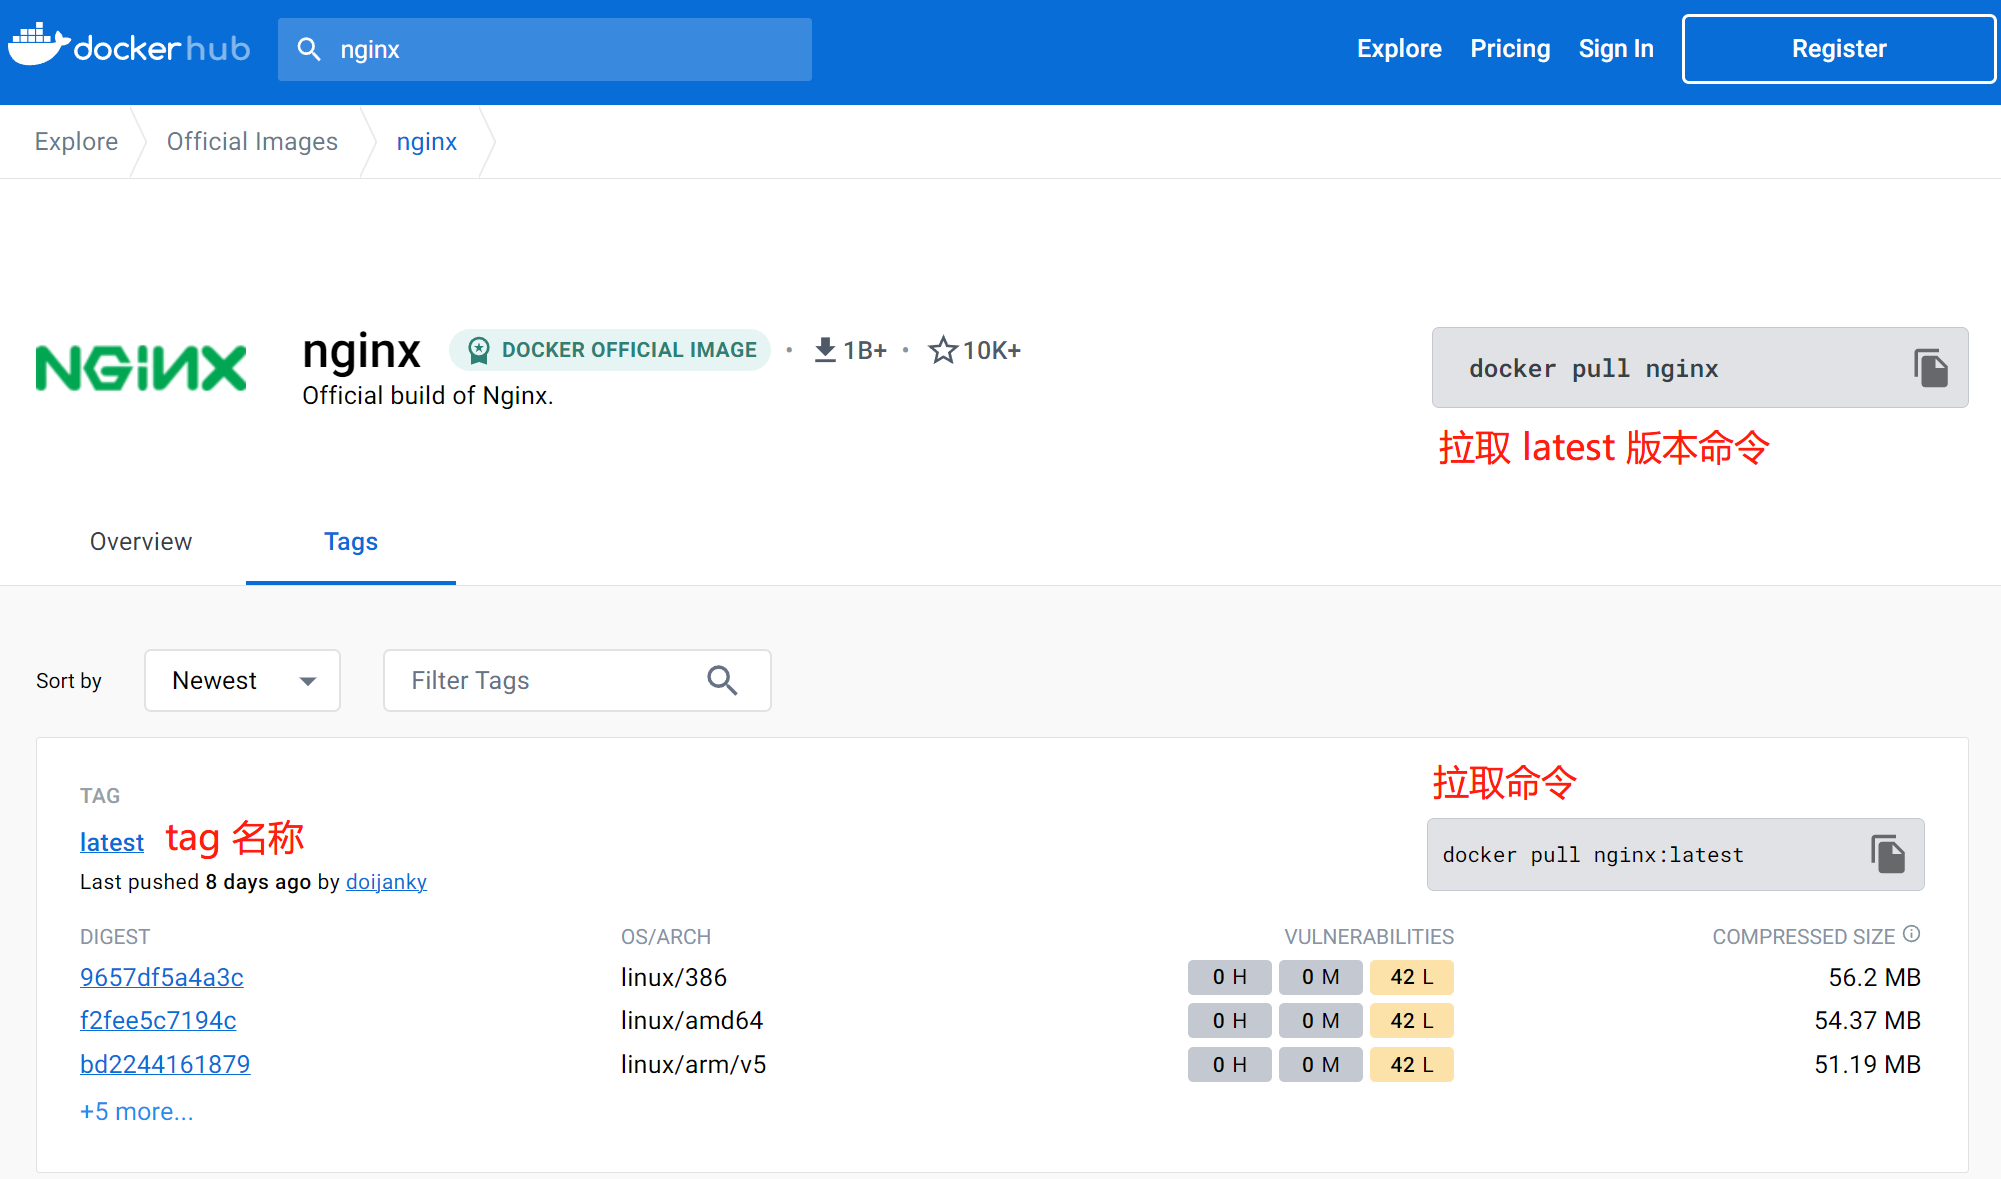 docker hub
nginx
Explore Pricing Sign In Register
Explore Official Images nginx
NGINX
nginx DOCKER OFFICIAL IMAGE • 1B+ • 10K+
Official build of Nginx.
docker pull nginx
拉取 latest 版本命令
Overview Tags
Sort by Newest Filter Tags
TAG
拉取命令
latest tag 名称
docker pull nginx:latest
Last pushed 8 days ago by doijanky
DIGEST OS/ARCH VULNERABILITIES COMPRESSED SIZE
9657df5a4a3c linux/386 0 H 0 M 42 L 56.2 MB
f2fee5c7194c linux/amd64 0 H 0 M 42 L 54.37 MB
bd2244161879 linux/arm/v5 0 H 0 M 42 L 51.19 MB
+5 more...